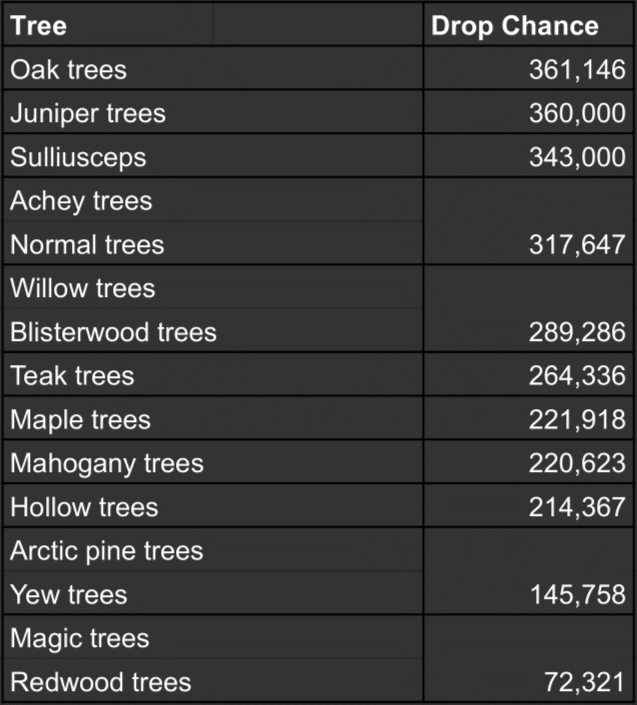 Tree Drop Chance
Oak trees 361,146
Juniper trees 360,000
Sulliusceps 343,000
Achey trees
Normal trees 317,647
Willow trees
Blisterwood trees 289,286
Teak trees 264,336
Maple trees 221,918
Mahogany trees 220,623
Hollow trees 214,367
Arctic pine trees
Yew trees 145,758
Magic trees
Redwood trees 72,321